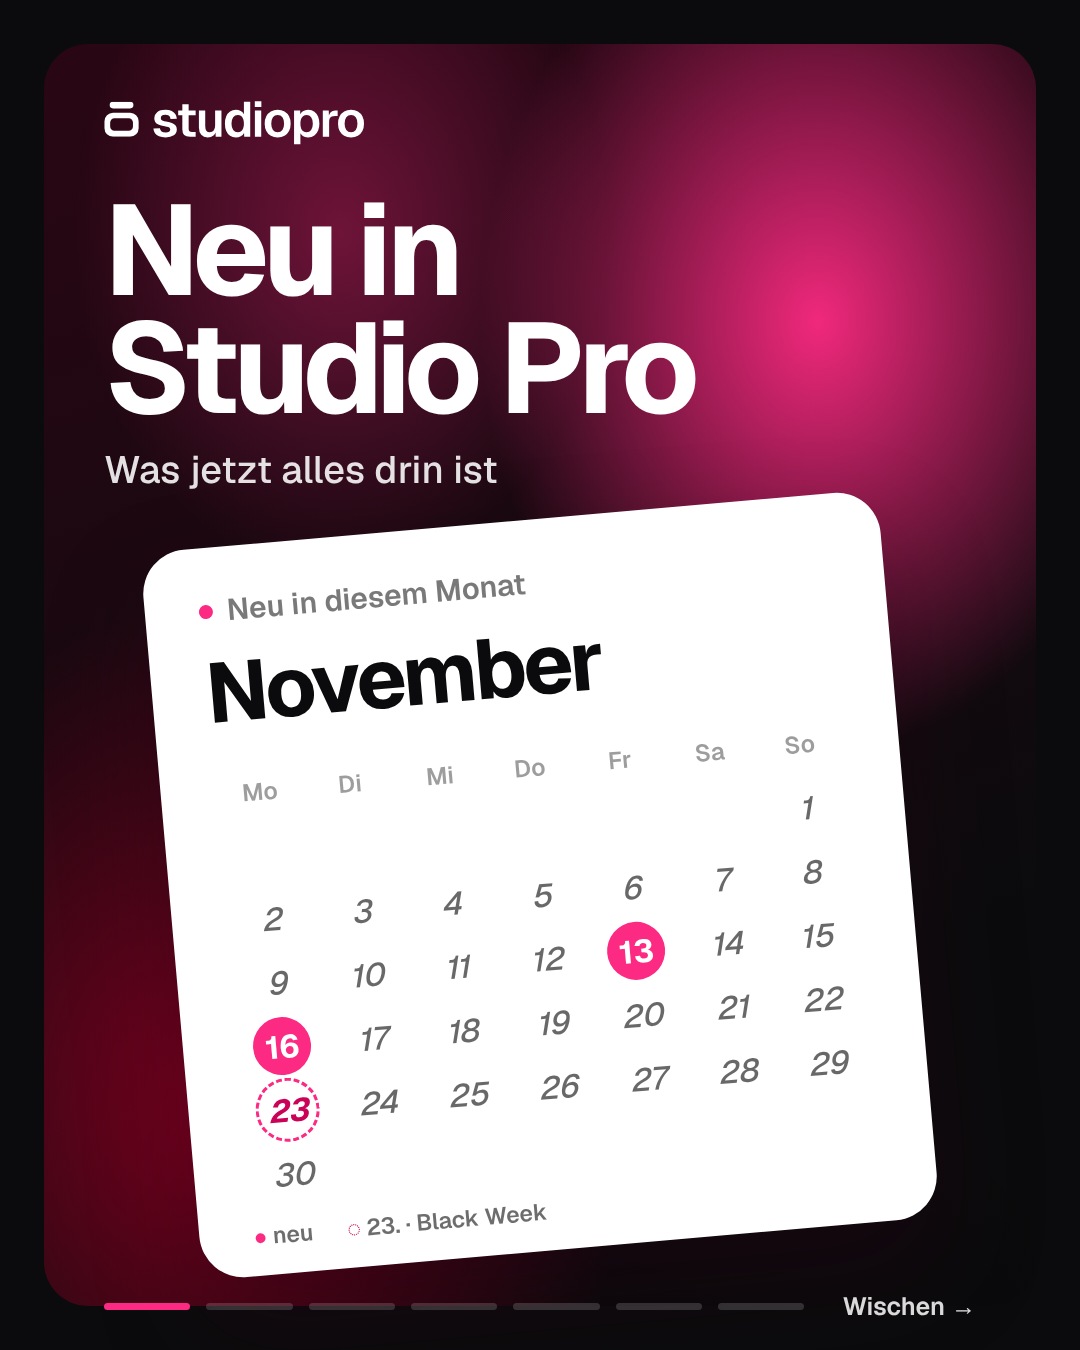 studiopro
Neu in
Studio Pro
Was jetzt alles drin ist
Neu in diesem Monat
November
Mo Di Mi Do Fr Sa So
1
2 3 4 5 6 7 8
9 10 11 12 13 14 15
16 17 18 19 20 21 22
23 24 25 26 27 28 29
30
neu 23. · Black Week
Wischen →